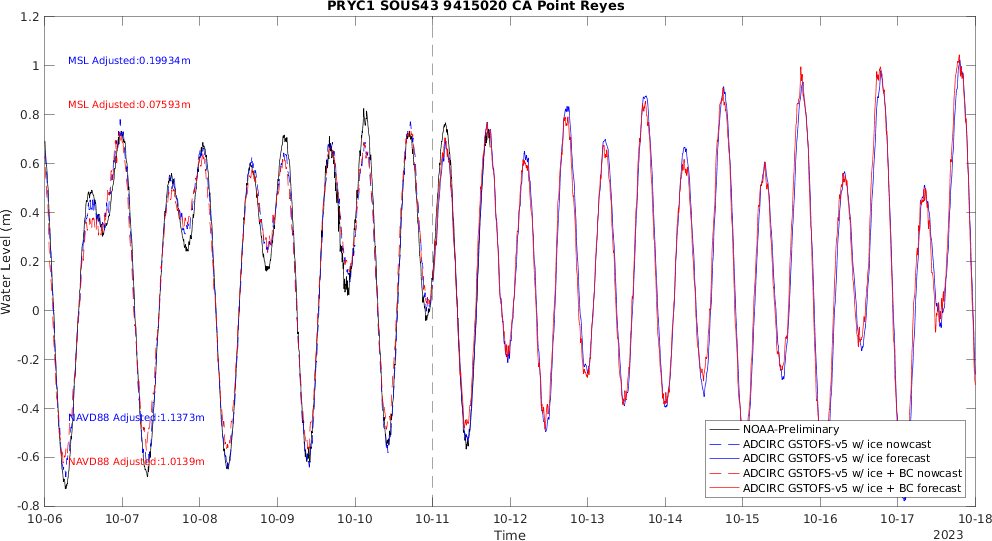 PRYC1 SOUS43 9415020 CA Point Reyes
Water Level (m)
1.2
1
0.8
0.6
0.4
0.2
0
-0.2
-0.4
-0.6
-0.8
MSL Adjusted:0.19934m
MSL Adjusted:0.07593m
NAVD88 Adjusted:1.1373m
NAVD88 Adjusted:1.0139m
NOAA-Preliminary
ADCIRC GSTOFS-v5 w/ ice nowcast
ADCIRC GSTOFS-v5 w/ ice forecast
ADCIRC GSTOFS-v5 w/ ice + BC nowcast
ADCIRC GSTOFS-v5 w/ ice + BC forecast
10-06 10-07 10-08 10-09 10-10 10-11 10-12 10-13 10-14 10-15 10-16 10-17 10-18
Time
2023